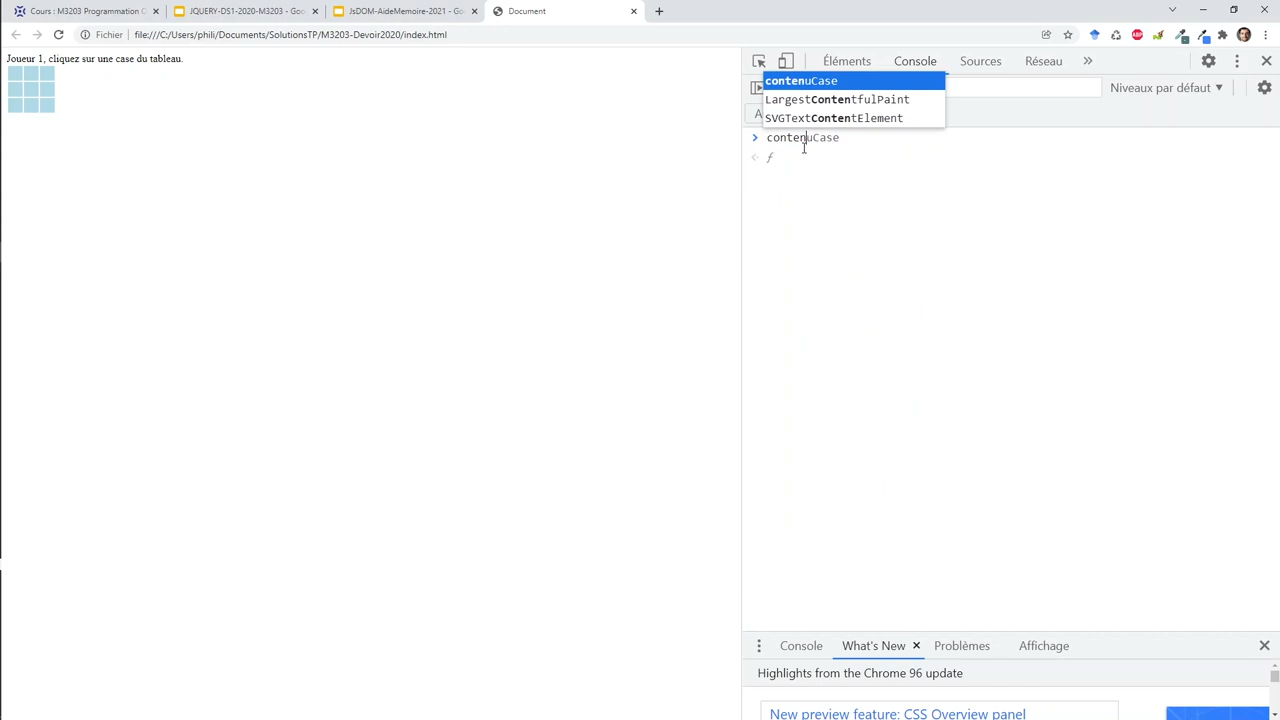 Cours : M3203 Programmation C
JQUERY-DS1-2020-M3203 - Goo
JsDOM-AideMemoire-2021 - Go
Document
Fichier
file:///C:/Users/phili/Documents/SolutionsTP/M3203-Devoir2020/index.html
ABP
Joueur 1, cliquez sur une case du tableau.
Éléments
Console
Sources
Réseau
Niveaux par défaut
contenuCase
LargestContentfulPaint
SVGTextContentElement
contenuCase
f
Console
What's New
Problèmes
Affichage
Highlights from the Chrome 96 update
New preview feature: CSS Overview panel